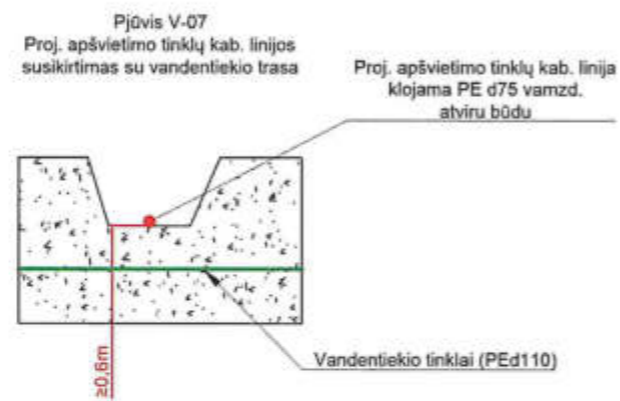 Pjūvis V-07
Proj. apšvietimo tinklų kab. linijos
susikirtimas su vandentiekio trasa
Proj. apšvietimo tinklų kab. linija
klojama PE d75 vamzd.
atviru būdu
Vandentiekio tinklai (PEd110)
≥0,6m